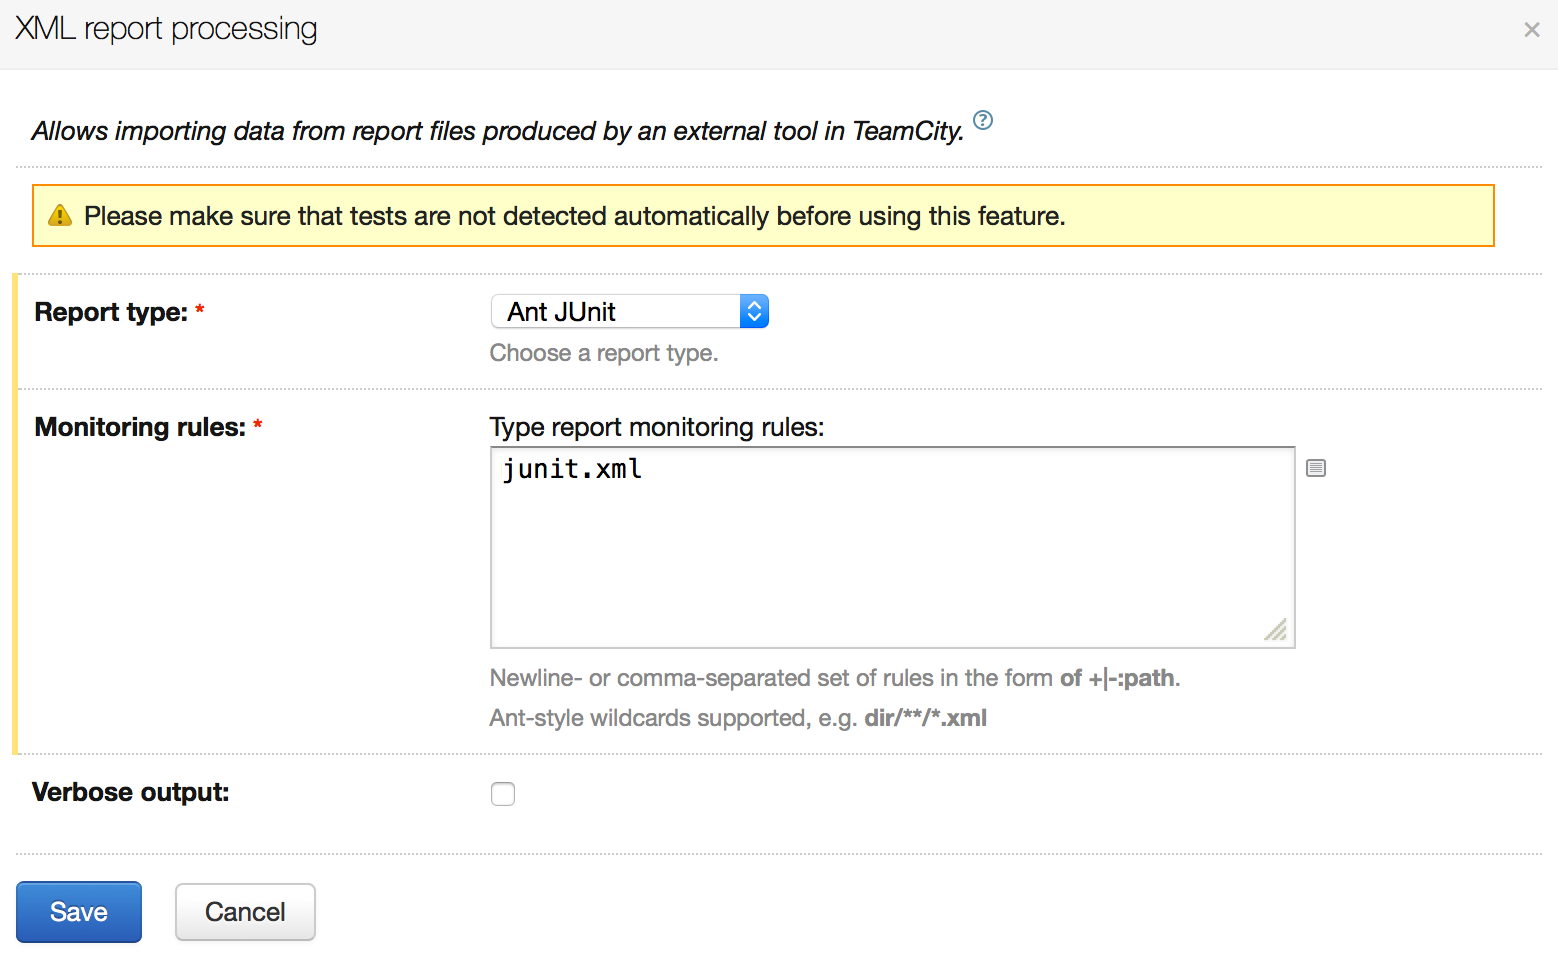 XML report processing
×
Allows importing data from report files produced by an external tool in TeamCity. ?
Please make sure that tests are not detected automatically before using this feature.
Report type: *
Ant JUnit
Choose a report type.
Monitoring rules: *
Type report monitoring rules:
junit.xml
Newline- or comma-separated set of rules in the form of +|-:path.
Ant-style wildcards supported, e.g. dir/**/*.xml
Verbose output:
Save
Cancel